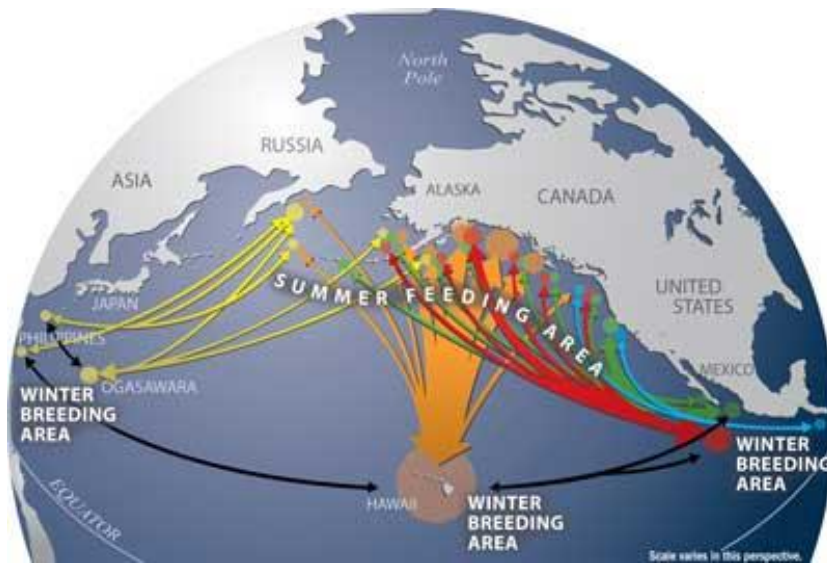 North
Pole
RUSSIA
ASIA
ALASKA
CANADA
JAPAN
PHILIPPINES
OGASAWARA
UNITED
STATES
MEXICO
SUMMER FEEDING AREA
WINTER
BREEDING
AREA
HAWAII
WINTER
BREEDING
AREA
WINTER
BREEDING
AREA
EQUATOR
Scale varies in this perspective.